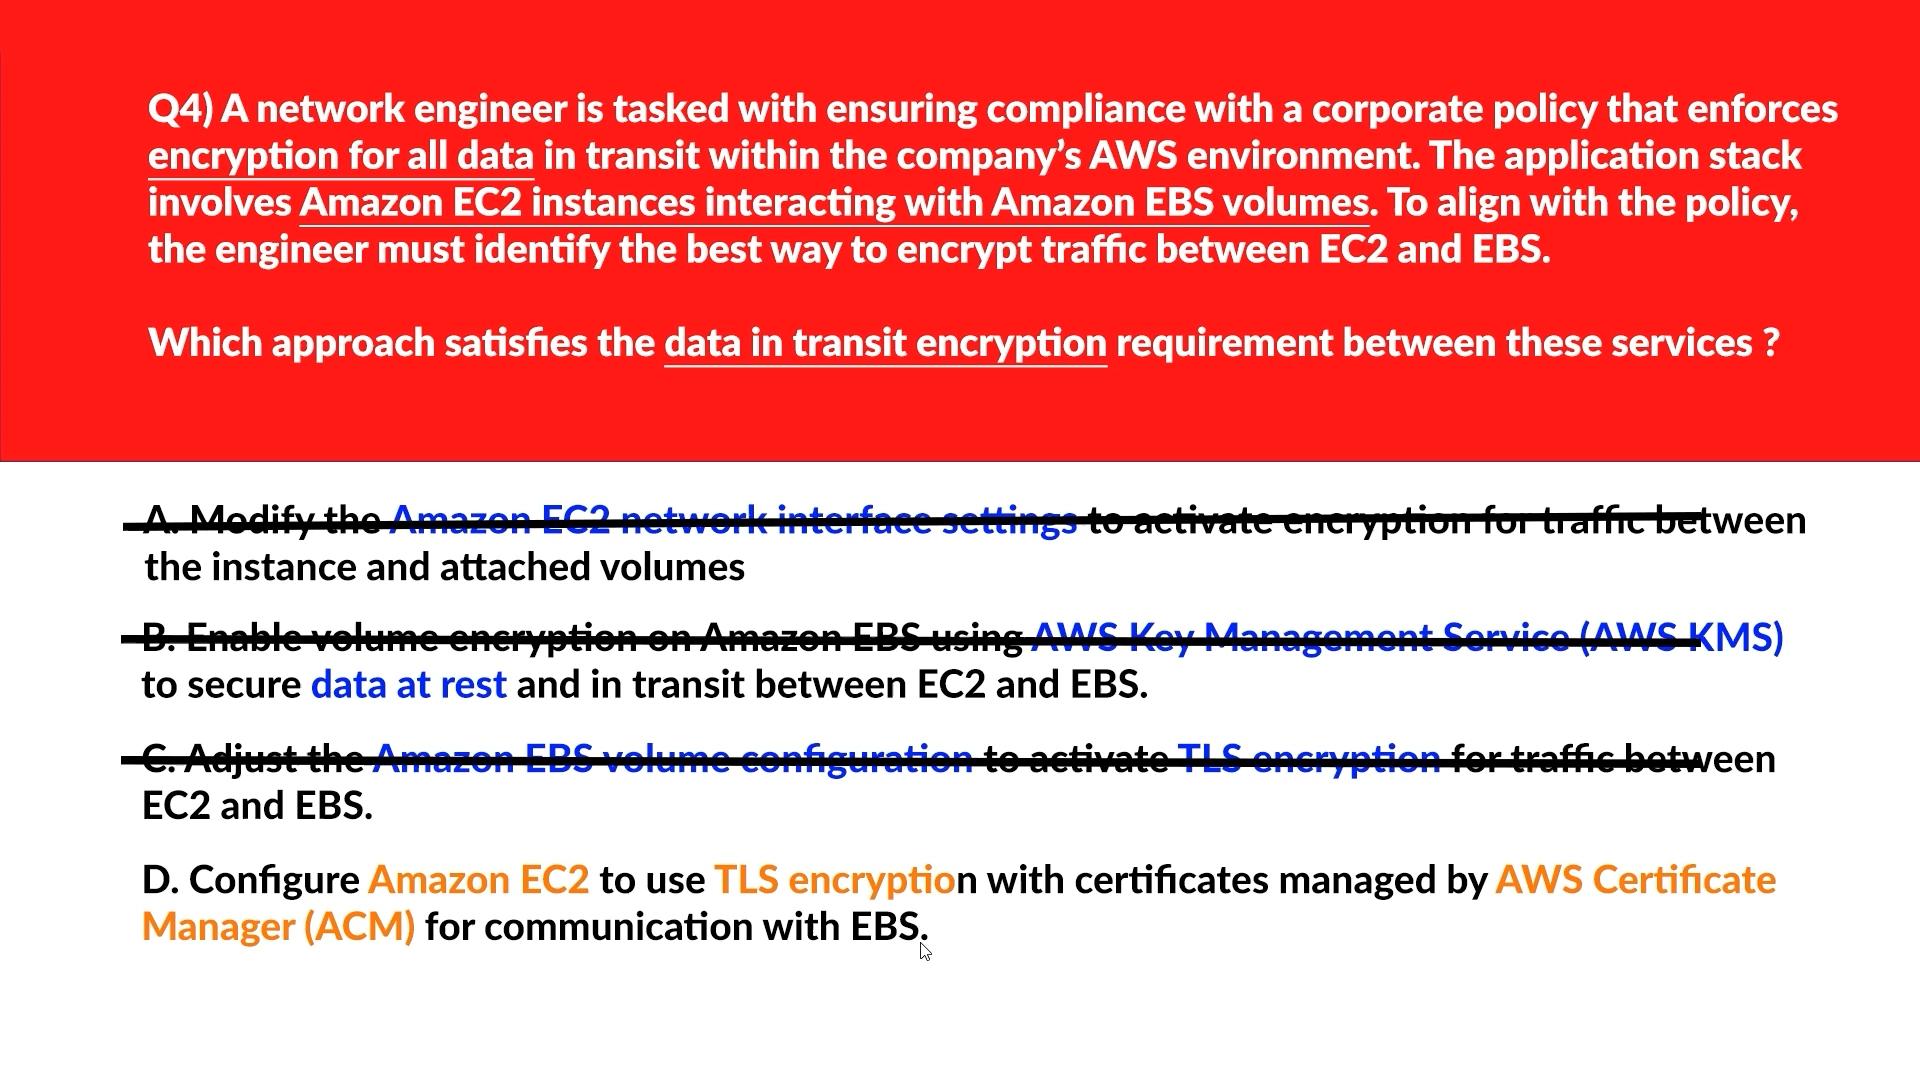 Q4) A network engineer is tasked with ensuring compliance with a corporate policy that enforces
encryption for all data in transit within the company's AWS environment. The application stack
involves Amazon EC2 instances interacting with Amazon EBS volumes. To align with the policy,
the engineer must identify the best way to encrypt traffic between EC2 and EBS.
Which approach satisfies the data in transit encryption requirement between these services ?
A. Modify the Amazon EC2 network interface settings to activate encryption for traffic between
the instance and attached volumes
B. Enable volume encryption on Amazon EBS using AWS Key Management Service (AWS KMS)
to secure data at rest and in transit between EC2 and EBS.
C. Adjust the Amazon EBS volume configuration to activate TLS encryption for traffic between
EC2 and EBS.
D. Configure Amazon EC2 to use TLS encryption with certificates managed by AWS Certificate
Manager (ACM) for communication with EBS.